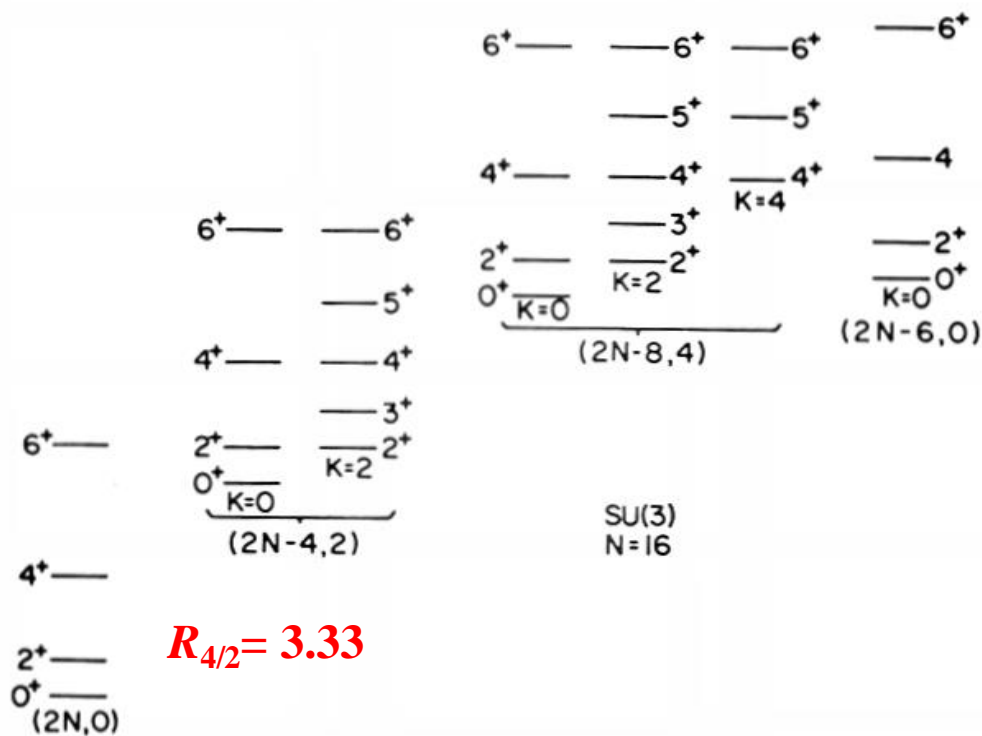 6⁺ 6⁺ 6⁺ 6⁺
5⁺ 5⁺
4⁺ 4⁺ 4⁺ 4
K=4
6⁺ 6⁺ 3⁺
2⁺ 2⁺ 2⁺
K=2
0⁺ K=0 K=0 0⁺
5⁺
(2N-8,4) (2N-6,0)
4⁺ 4⁺
3⁺
6⁺ 2⁺ 2⁺
K=2
0⁺ K=0
SU(3)
(2N-4,2) N=16
4⁺
R4/2= 3.33
2⁺
0⁺
(2N,0)